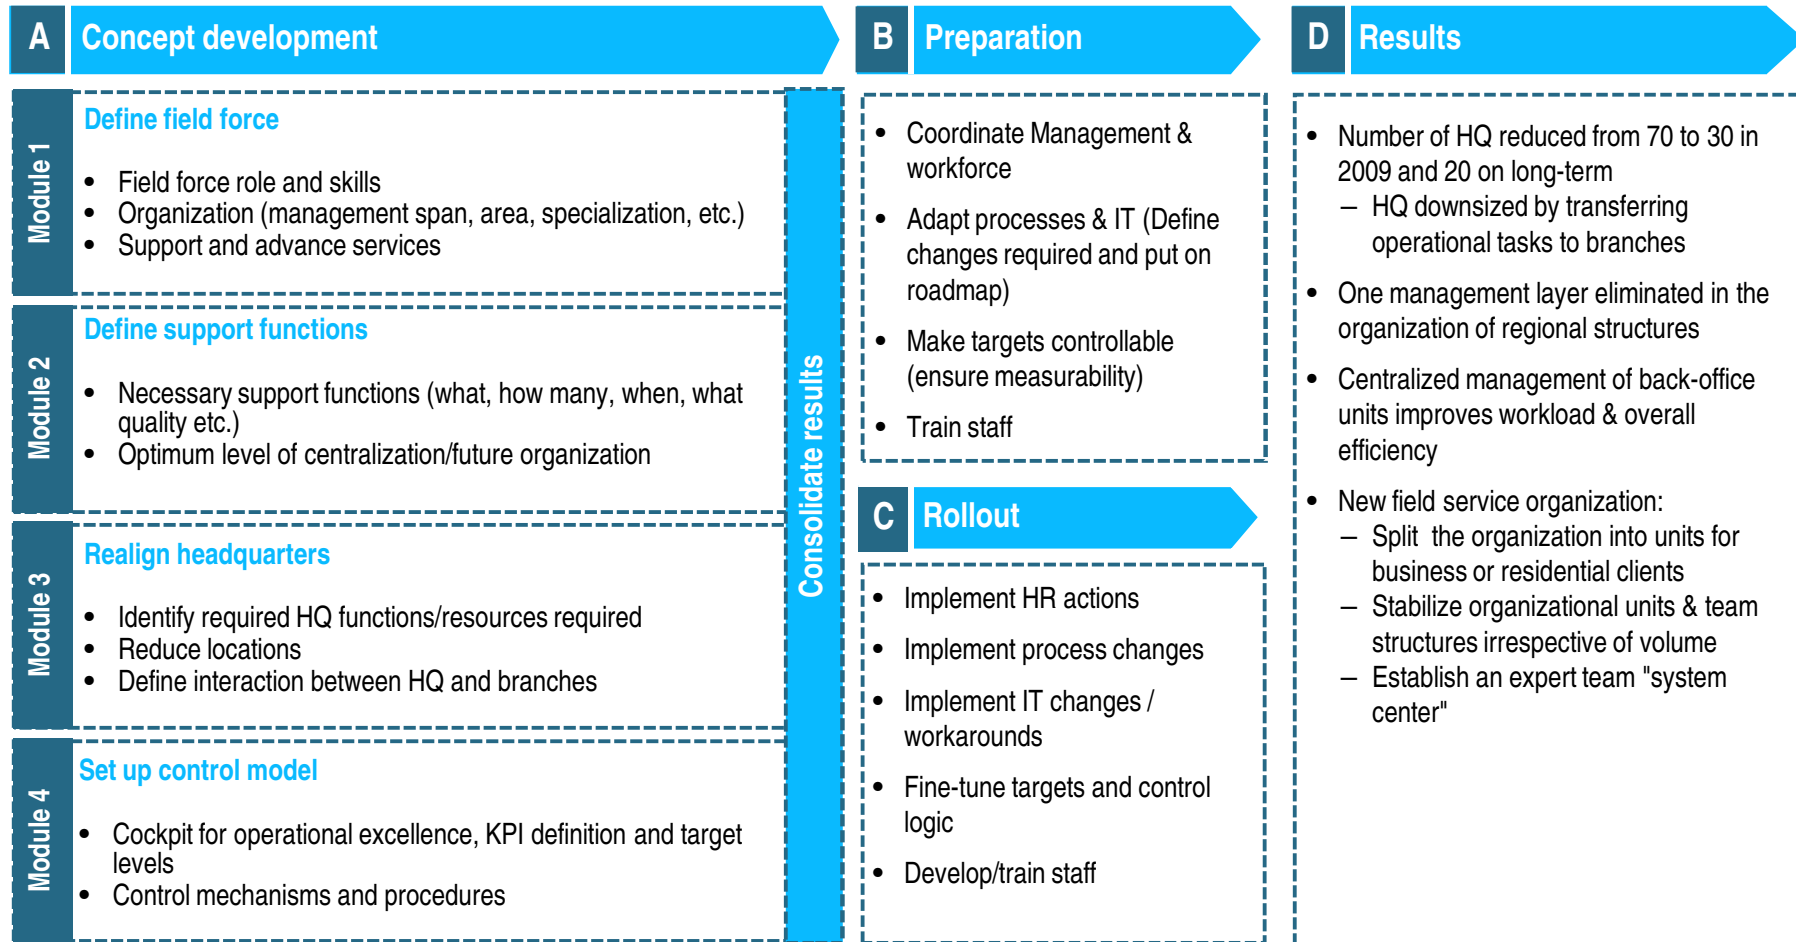 A Concept development
Module 1
Define field force
• Field force role and skills
• Organization (management span, area, specialization, etc.)
• Support and advance services
Module 2
Define support functions
• Necessary support functions (what, how many, when, what
quality etc.)
• Optimum level of centralization/future organization
Module 3
Realign headquarters
• Identify required HQ functions/resources required
• Reduce locations
• Define interaction between HQ and branches
Module 4
Set up control model
• Cockpit for operational excellence, KPI definition and target
levels
• Control mechanisms and procedures
Consolidate results
B Preparation
• Coordinate Management &
workforce
• Adapt processes & IT (Define
changes required and put on
roadmap)
• Make targets controllable
(ensure measurability)
• Train staff
C Rollout
• Implement HR actions
• Implement process changes
• Implement IT changes /
workarounds
• Fine-tune targets and control
logic
• Develop/train staff
D Results
• Number of HQ reduced from 70 to 30 in
2009 and 20 on long-term
– HQ downsized by transferring
operational tasks to branches
• One management layer eliminated in the
organization of regional structures
• Centralized management of back-office
units improves workload & overall
efficiency
• New field service organization:
– Split the organization into units for
business or residential clients
– Stabilize organizational units & team
structures irrespective of volume
– Establish an expert team "system
center"